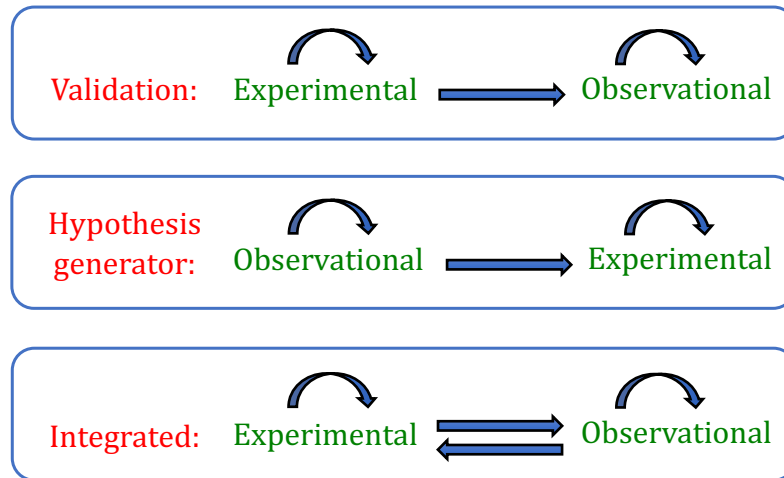 Validation: Experimental Observational
Hypothesis
generator: Observational Experimental
Integrated: Experimental Observational